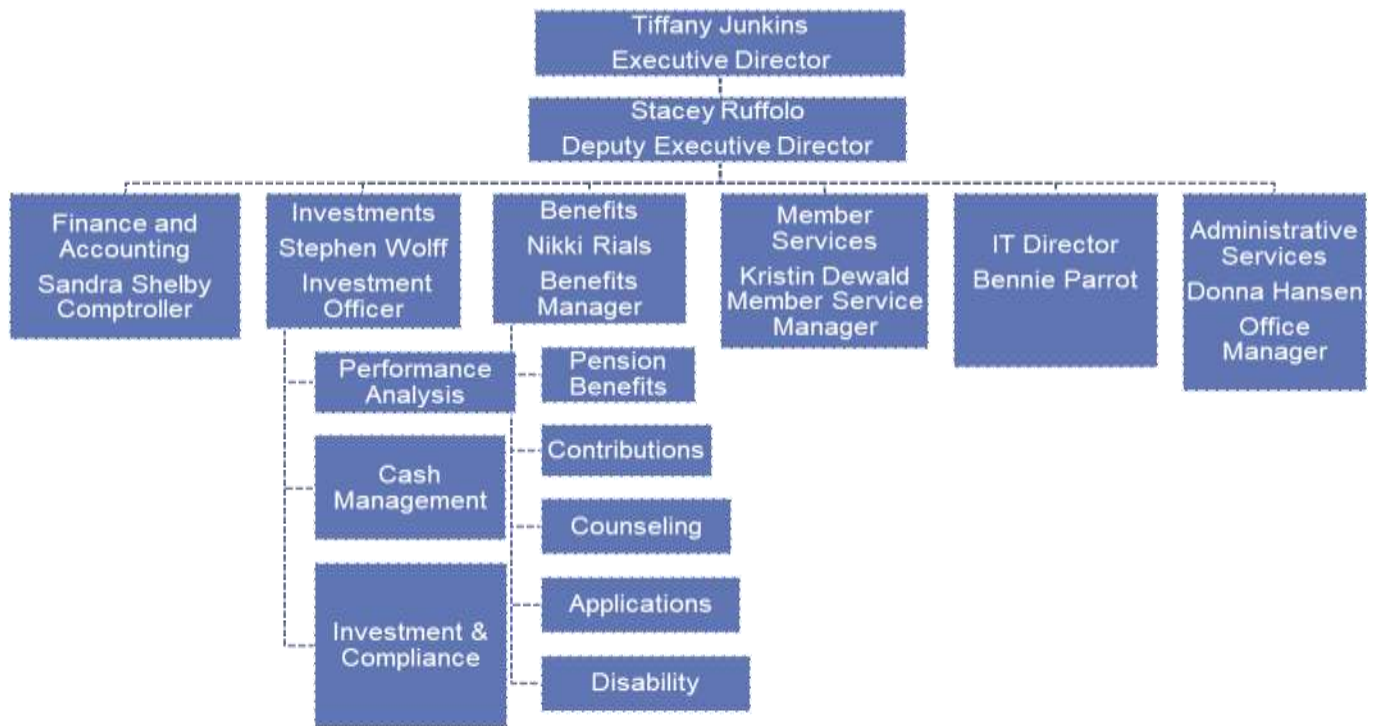 Tiffany Junkins
Executive Director
Stacey Ruffolo
Deputy Executive Director
Finance and
Accounting
Sandra Shelby
Comptroller
Investments
Stephen Wolff
Investment
Officer
Benefits
Nikki Rials
Benefits
Manager
Member
Services
Kristin Dewald
Member Service
Manager
IT Director
Bennie Parrot
Administrative
Services
Donna Hansen
Office
Manager
Performance
Analysis
Cash
Management
Investment &
Compliance
Pension
Benefits
Contributions
Counseling
Applications
Disability